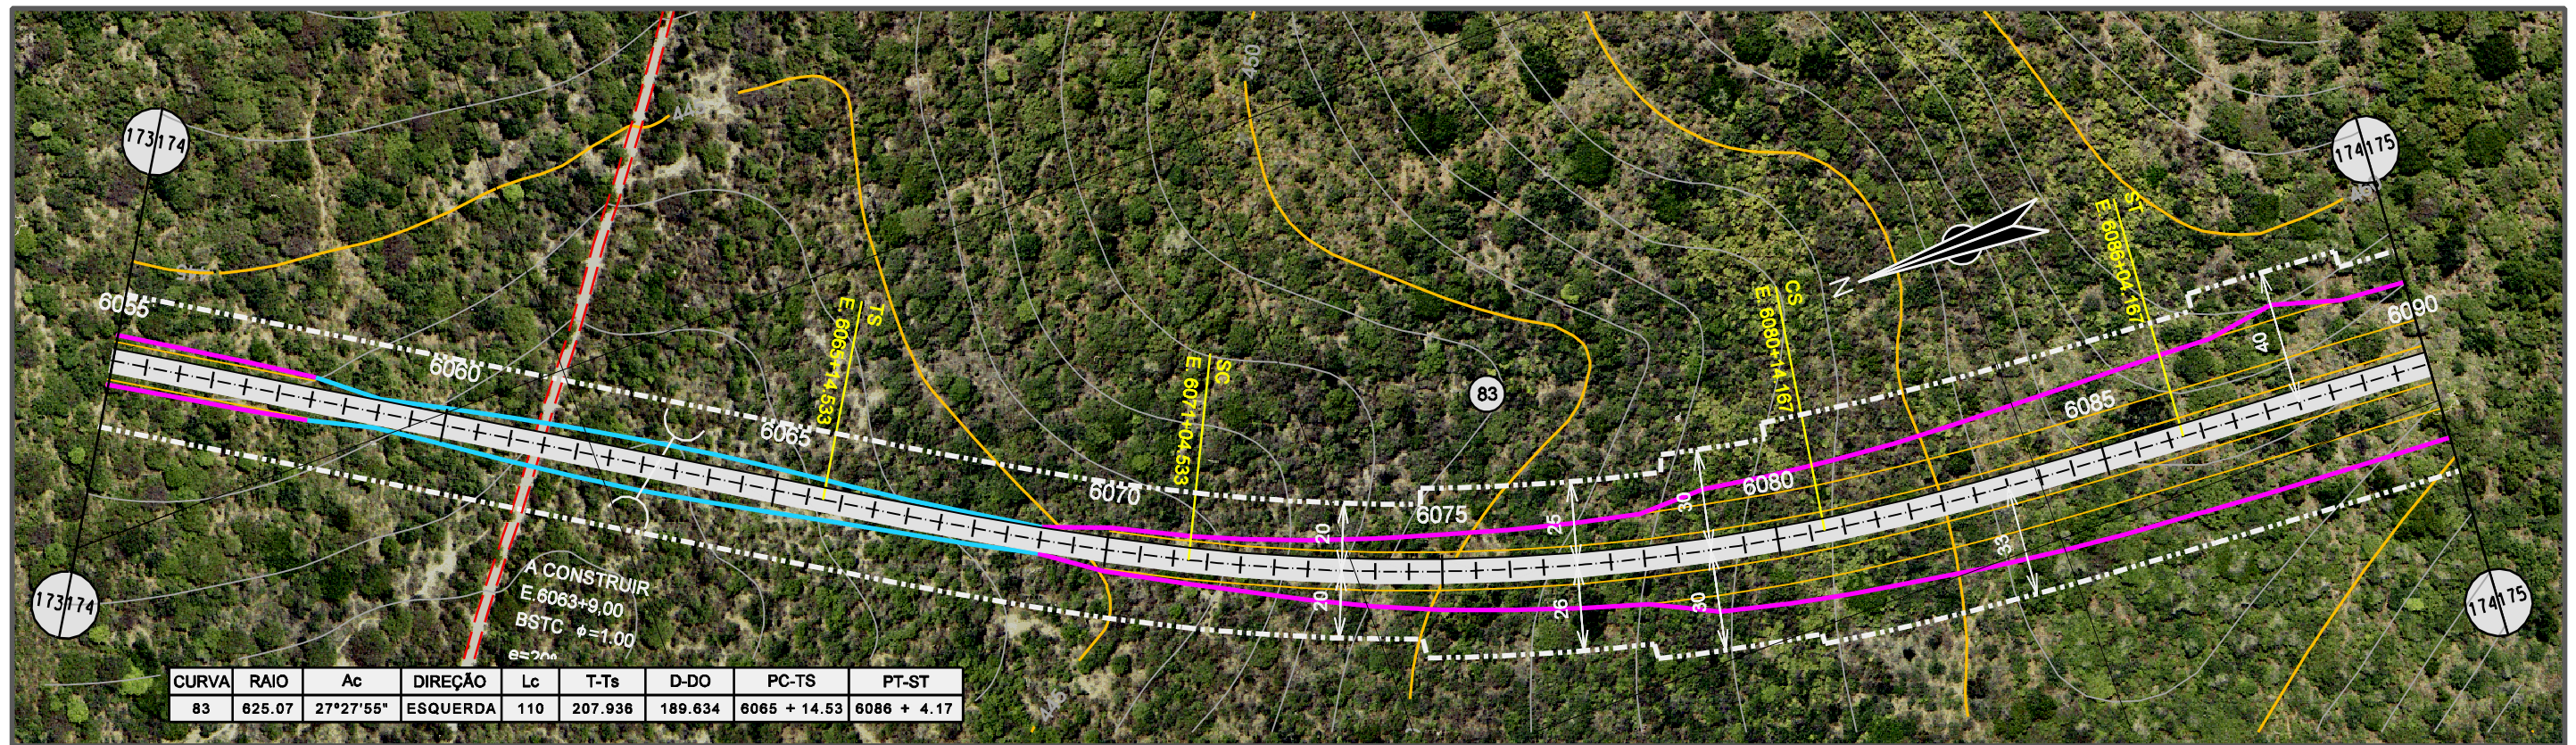 450
440
173 174
174 175
ST
E 6086+04.167
N
CS
E. 6080+14.167
TS
E 6065+14.533
6055
6090
6060
SC
E. 6071+04.533
83
40
6065
6085
6070
6080
6075
20
25
30
33
20
26
30
A CONSTRUIR
E.6063+9,00
BSTC ϕ=1.00
173 174
174 175
CURVA RAIO Ac DIREÇÃO Lc T-Ts D-DO PC-TS PT-ST
83 625.07 27°27'55" ESQUERDA 110 207.936 189.634 6065 + 14.53 6086 + 4.17